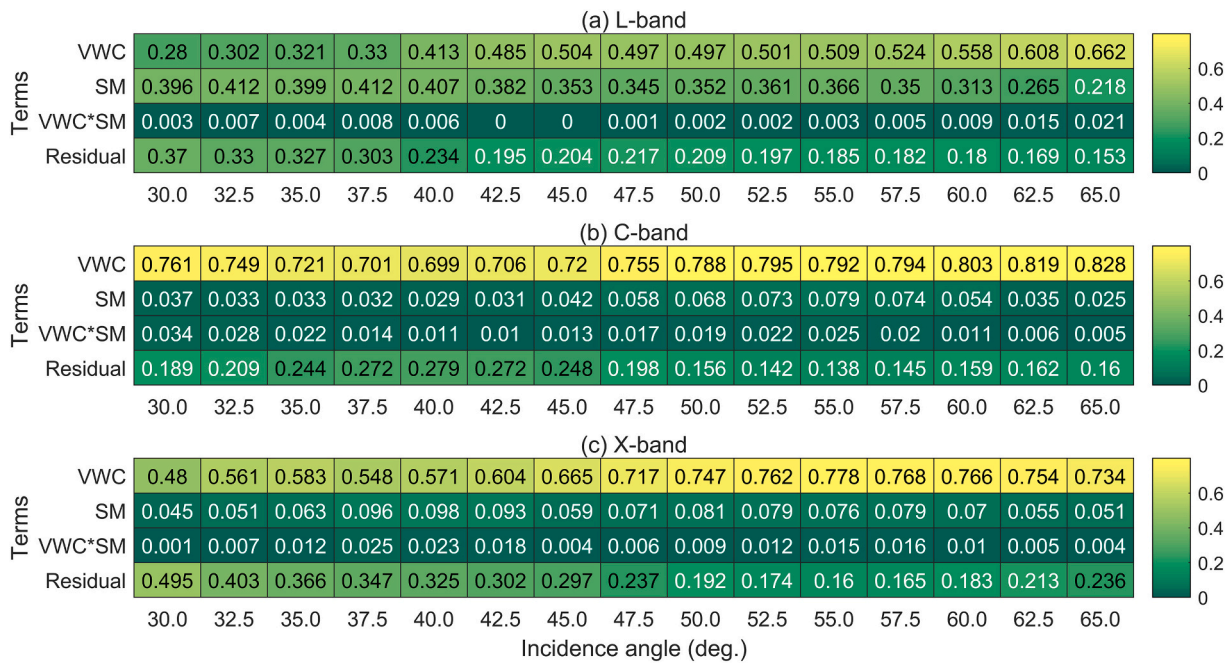 (a) L-band
VWC 0.28 0.302 0.321 0.33 0.413 0.485 0.504 0.497 0.497 0.501 0.509 0.524 0.558 0.608 0.662
SM 0.396 0.412 0.399 0.412 0.407 0.382 0.353 0.345 0.352 0.361 0.366 0.35 0.313 0.265 0.218
VWC*SM 0.003 0.007 0.004 0.008 0.006 0 0 0.001 0.002 0.002 0.003 0.005 0.009 0.015 0.021
Residual 0.37 0.33 0.327 0.303 0.234 0.195 0.204 0.217 0.209 0.197 0.185 0.182 0.18 0.169 0.153
30.0 32.5 35.0 37.5 40.0 42.5 45.0 47.5 50.0 52.5 55.0 57.5 60.0 62.5 65.0
Terms
0.6
0.4
0.2
0
(b) C-band
VWC 0.761 0.749 0.721 0.701 0.699 0.706 0.72 0.755 0.788 0.795 0.792 0.794 0.803 0.819 0.828
SM 0.037 0.033 0.033 0.032 0.029 0.031 0.042 0.058 0.068 0.073 0.079 0.074 0.054 0.035 0.025
VWC*SM 0.034 0.028 0.022 0.014 0.011 0.01 0.013 0.017 0.019 0.022 0.025 0.02 0.011 0.006 0.005
Residual 0.189 0.209 0.244 0.272 0.279 0.272 0.248 0.198 0.156 0.142 0.138 0.145 0.159 0.162 0.16
30.0 32.5 35.0 37.5 40.0 42.5 45.0 47.5 50.0 52.5 55.0 57.5 60.0 62.5 65.0
Terms
0.6
0.4
0.2
0
(c) X-band
VWC 0.48 0.561 0.583 0.548 0.571 0.604 0.665 0.717 0.747 0.762 0.778 0.768 0.766 0.754 0.734
SM 0.045 0.051 0.063 0.096 0.098 0.093 0.059 0.071 0.081 0.079 0.076 0.079 0.07 0.055 0.051
VWC*SM 0.001 0.007 0.012 0.025 0.023 0.018 0.004 0.006 0.009 0.012 0.015 0.016 0.01 0.005 0.004
Residual 0.495 0.403 0.366 0.347 0.325 0.302 0.297 0.237 0.192 0.174 0.16 0.165 0.183 0.213 0.236
30.0 32.5 35.0 37.5 40.0 42.5 45.0 47.5 50.0 52.5 55.0 57.5 60.0 62.5 65.0
Terms
0.6
0.4
0.2
0
Incidence angle (deg.)